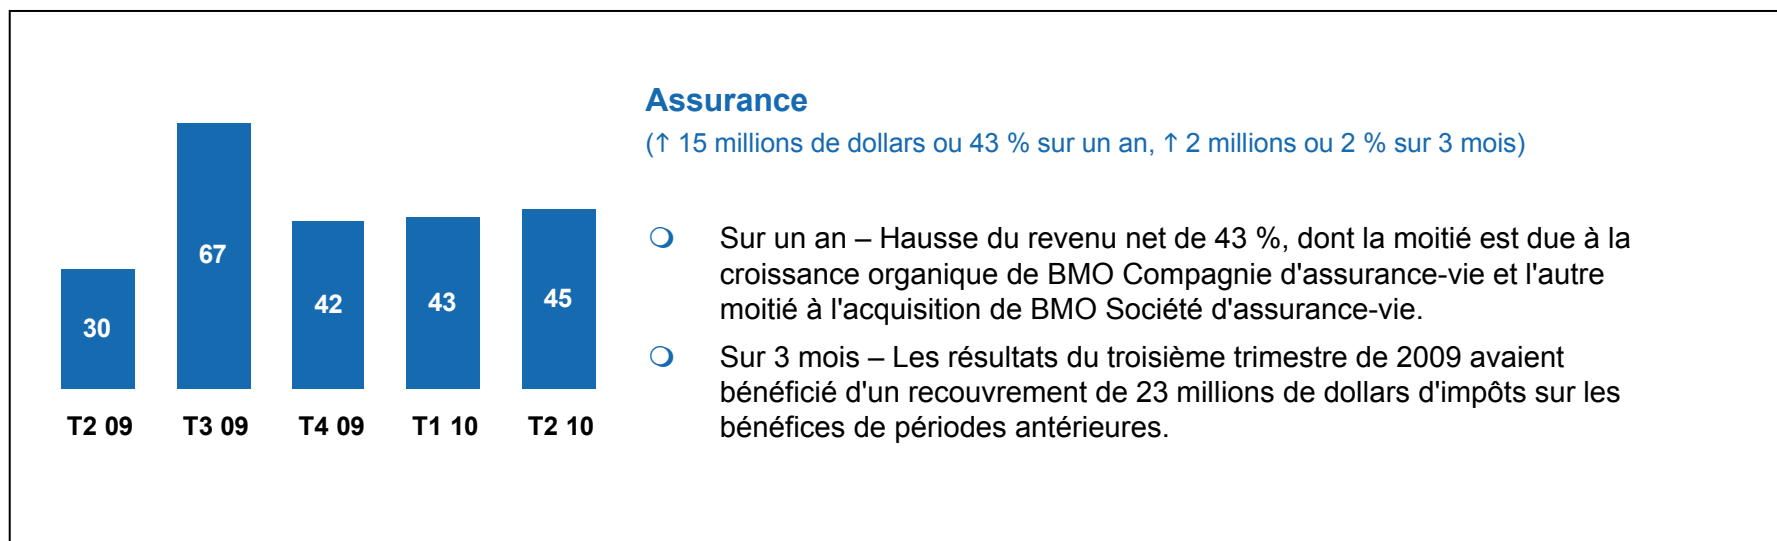 Assurance
(↑ 15 millions de dollars ou 43 % sur un an, ↑ 2 millions ou 2 % sur 3 mois)
Sur un an – Hausse du revenu net de 43 %, dont la moitié est due à la
croissance organique de BMO Compagnie d'assurance-vie et l'autre
moitié à l'acquisition de BMO Société d'assurance-vie.
Sur 3 mois – Les résultats du troisième trimestre de 2009 avaient
bénéficié d'un recouvrement de 23 millions de dollars d'impôts sur les
bénéfices de périodes antérieures.
30 67 42 43 45
T2 09 T3 09 T4 09 T1 10 T2 10